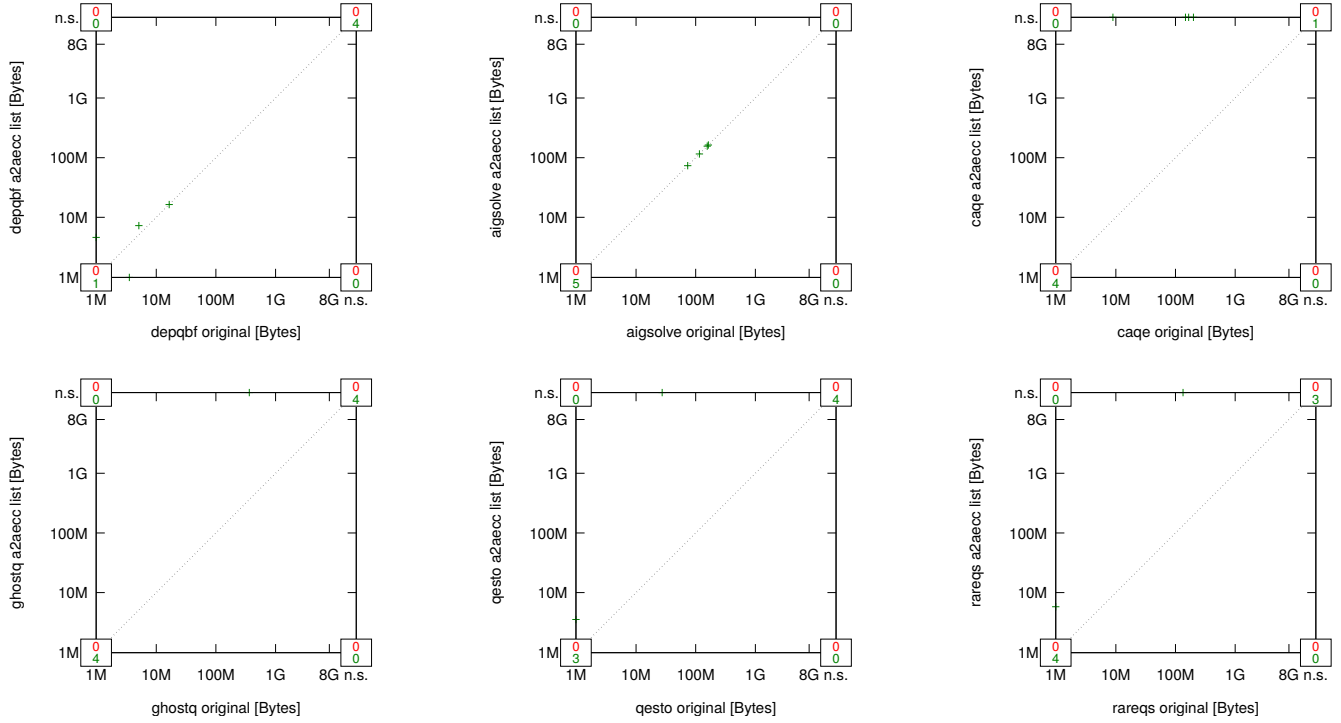 n.s. 0 0 0 4
8G
1G
100M
10M
1M 0 1 0 0
1M 10M 100M 1G 8G n.s.
depqbf a2aecc list [Bytes]
depqbf original [Bytes]
n.s. 0 0 0 0
8G
1G
100M
10M
1M 0 5 0 0
1M 10M 100M 1G 8G n.s.
aigsolve a2aecc list [Bytes]
aigsolve original [Bytes]
n.s. 0 0 0 1
8G
1G
100M
10M
1M 0 4 0 0
1M 10M 100M 1G 8G n.s.
caqe a2aecc list [Bytes]
caqe original [Bytes]
n.s. 0 0 0 4
8G
1G
100M
10M
1M 0 4 0 0
1M 10M 100M 1G 8G n.s.
ghostq a2aecc list [Bytes]
ghostq original [Bytes]
n.s. 0 0 0 4
8G
1G
100M
10M
1M 0 3 0 0
1M 10M 100M 1G 8G n.s.
qesto a2aecc list [Bytes]
qesto original [Bytes]
n.s. 0 0 0 3
8G
1G
100M
10M
1M 0 4 0 0
1M 10M 100M 1G 8G n.s.
rareqs a2aecc list [Bytes]
rareqs original [Bytes]